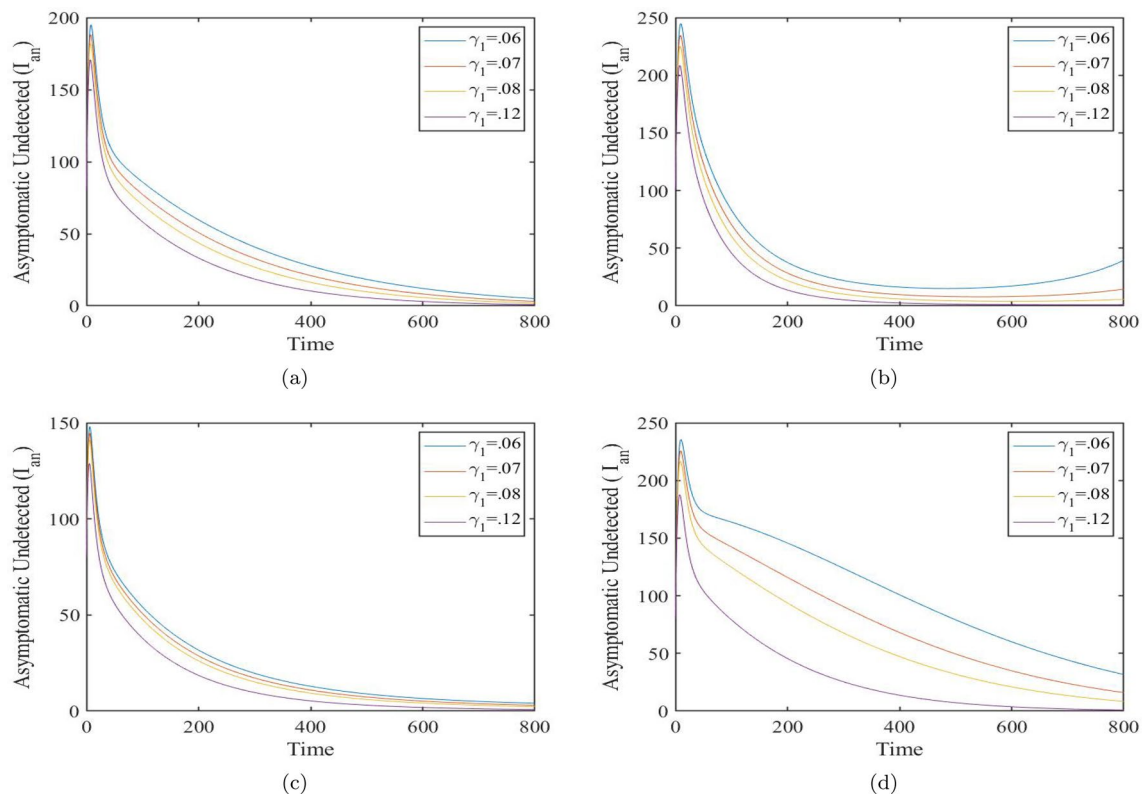 200
150
100
50
0
Asymptomatic Undetected (I_an)
γ_1=.06
γ_1=.07
γ_1=.08
γ_1=.12
0 200 400 600 800
Time
(a)
250
200
150
100
50
0
Asymptomatic Undetected (I_an)
γ_1=.06
γ_1=.07
γ_1=.08
γ_1=.12
0 200 400 600 800
Time
(b)
150
100
50
0
Asymptomatic Undetected (I_an)
γ_1=.06
γ_1=.07
γ_1=.08
γ_1=.12
0 200 400 600 800
Time
(c)
250
200
150
100
50
0
Asymptomatic Undetected ( I_an)
γ_1=.06
γ_1=.07
γ_1=.08
γ_1=.12
0 200 400 600 800
Time
(d)